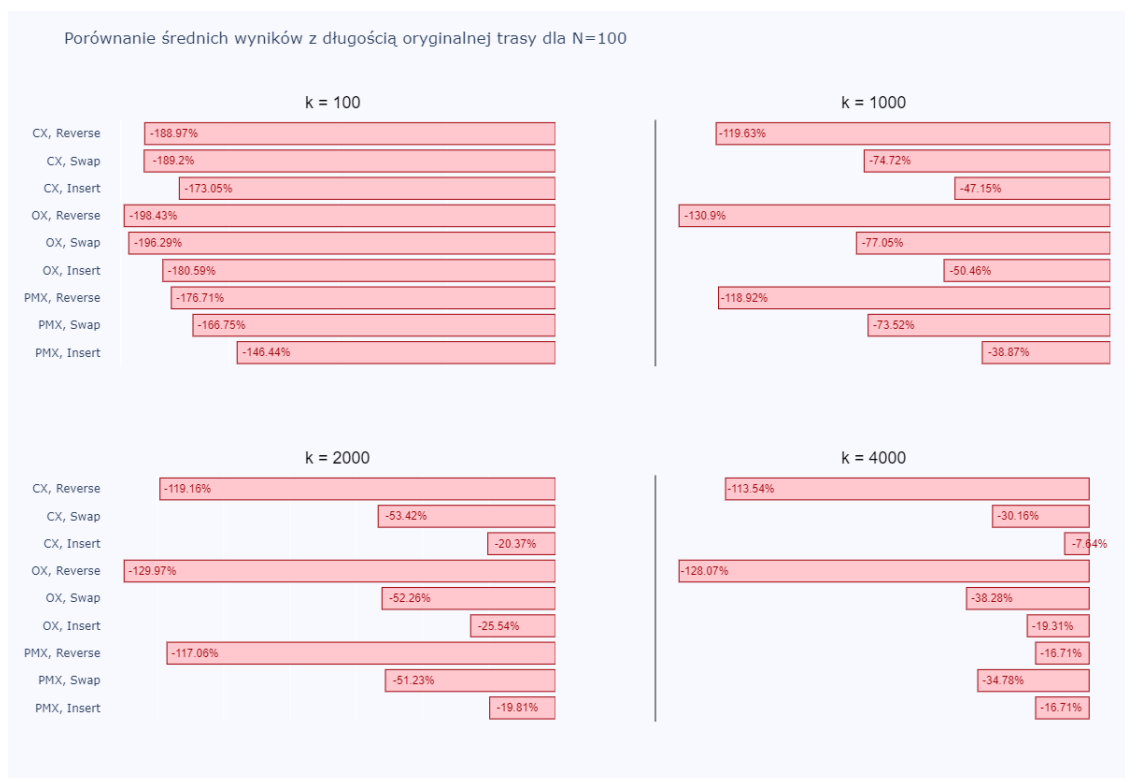 Porównanie średnich wyników z długością oryginalnej trasy dla N=100
k = 100
CX, Reverse -188.97%
CX, Swap -189.2%
CX, Insert -173.05%
OX, Reverse -198.43%
OX, Swap -196.29%
OX, Insert -180.59%
PMX, Reverse -176.71%
PMX, Swap -166.75%
PMX, Insert -146.44%
k = 1000
-119.63%
-74.72%
-47.15%
-130.9%
-77.05%
-50.46%
-118.92%
-73.52%
-38.87%
k = 2000
CX, Reverse -119.16%
CX, Swap -53.42%
CX, Insert -20.37%
OX, Reverse -129.97%
OX, Swap -52.26%
OX, Insert -25.54%
PMX, Reverse -117.06%
PMX, Swap -51.23%
PMX, Insert -19.81%
k = 4000
-113.54%
-30.16%
-7.64%
-128.07%
-38.28%
-19.31%
-16.71%
-34.78%
-16.71%